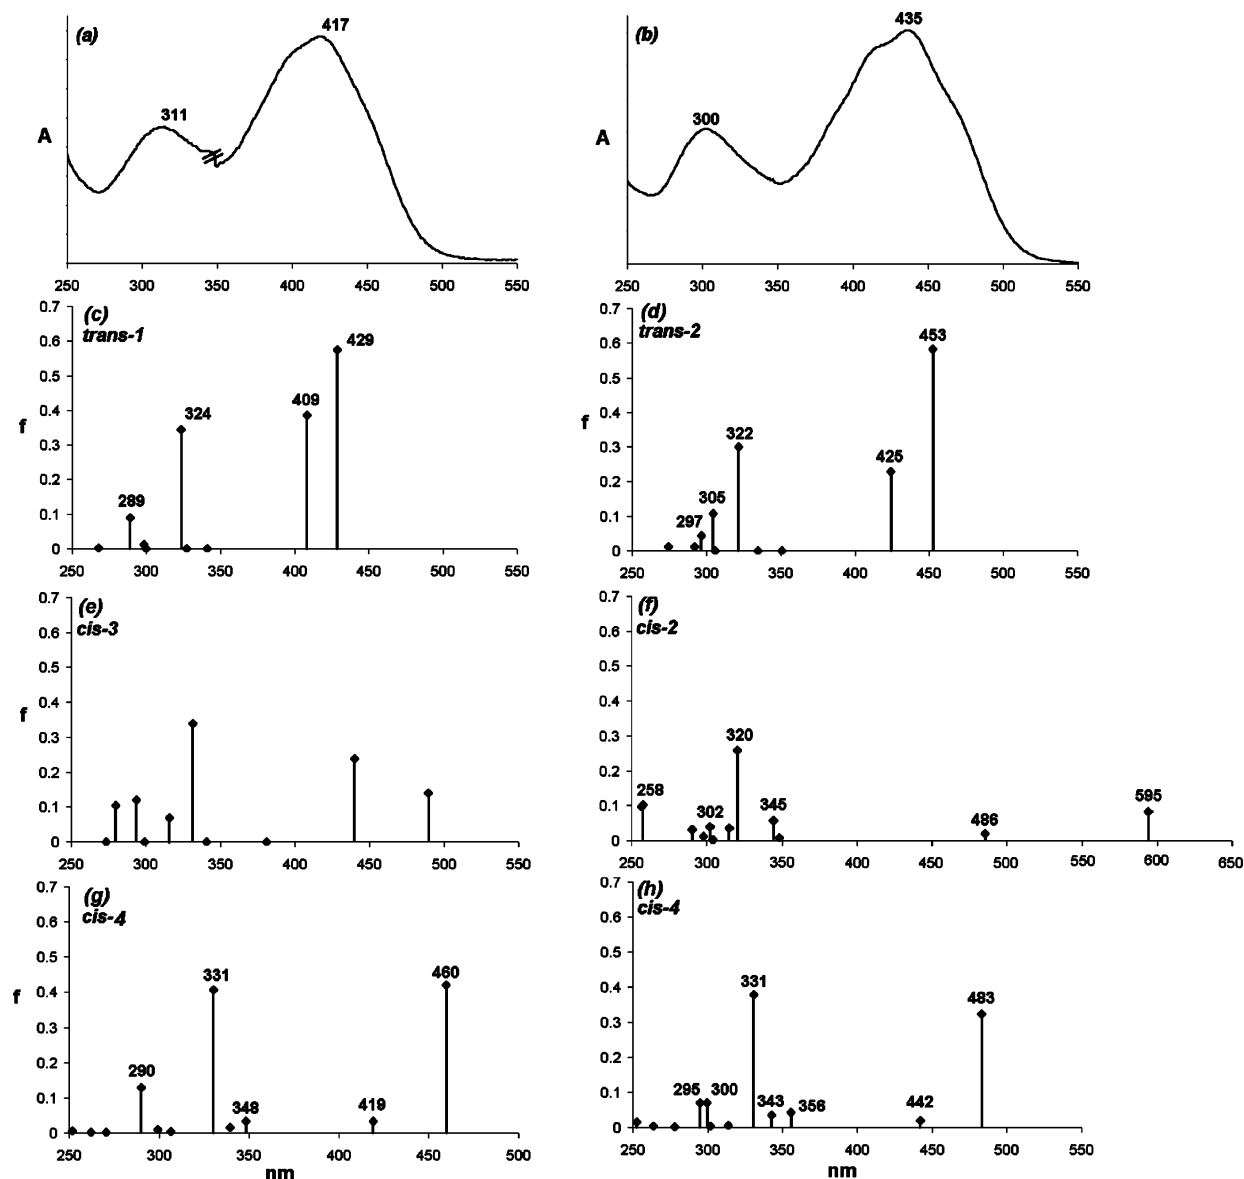 (a)
417
311
A
250 300 350 400 450 500 550
(b)
435
300
A
250 300 350 400 450 500 550
(c)
trans-1
0.7
0.6
0.5
0.4
0.3
0.2
0.1
0
f
429
409
324
289
250 300 350 400 450 500 550
(d)
trans-2
0.7
0.6
0.5
0.4
0.3
0.2
0.1
0
f
453
322
425
305
297
250 300 350 400 450 500 550
(e)
cis-3
0.7
0.6
0.5
0.4
0.3
0.2
0.1
0
f
250 300 350 400 450 500 550
(f)
cis-2
0.7
0.6
0.5
0.4
0.3
0.2
0.1
0
320
258
302
345
486
595
250 300 350 400 450 500 550 600 650
(g)
cis-4
0.7
0.6
0.5
0.4
0.3
0.2
0.1
0
f
331
460
290
348
419
250 300 350 400 450 500
nm
(h)
cis-4
0.7
0.6
0.5
0.4
0.3
0.2
0.1
0
331
483
295
300
343
356
442
250 300 350 400 450 500 550
nm